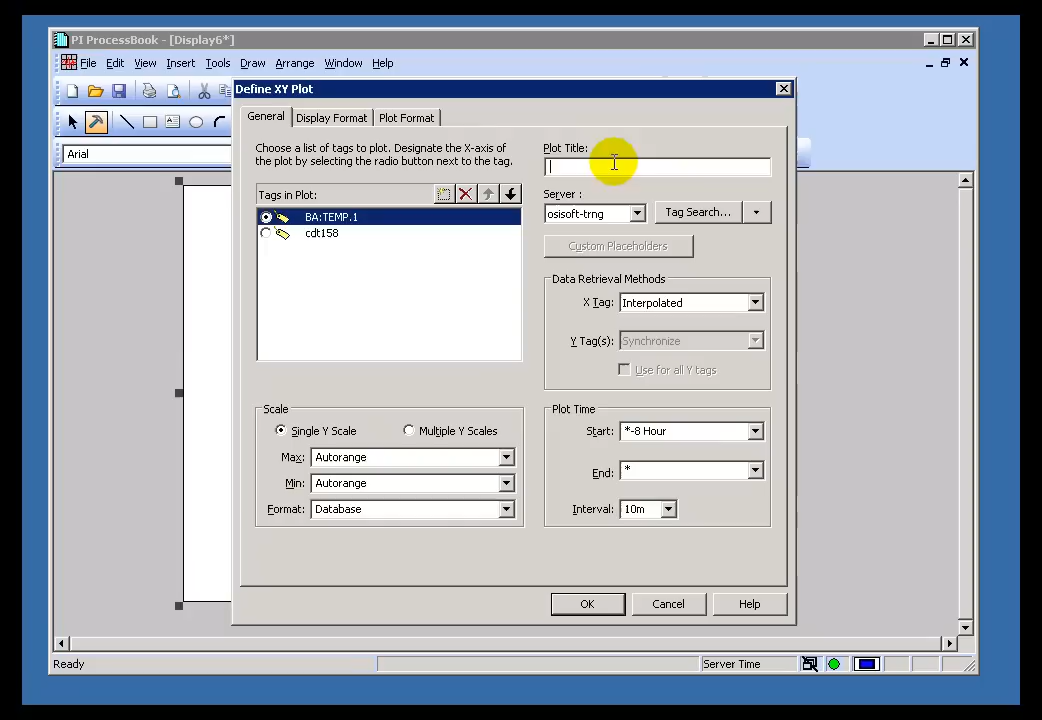 PI ProcessBook - [Display6*]
File Edit View Insert Tools Draw Arrange Window Help
Arial
Define XY Plot
General Display Format Plot Format
Choose a list of tags to plot. Designate the X-axis of
the plot by selecting the radio button next to the tag.
Tags in Plot:
BA:TEMP.1
cdt158
Plot Title:
Server :
osisoft-trng Tag Search...
Custom Placeholders
Data Retrieval Methods
X Tag: Interpolated
Y Tag(s): Synchronize
Use for all Y tags
Scale
Single Y Scale Multiple Y Scales
Max: Autorange
Min: Autorange
Format: Database
Plot Time
Start: *-8 Hour
End: *
Interval: 10m
OK Cancel Help
Ready Server Time